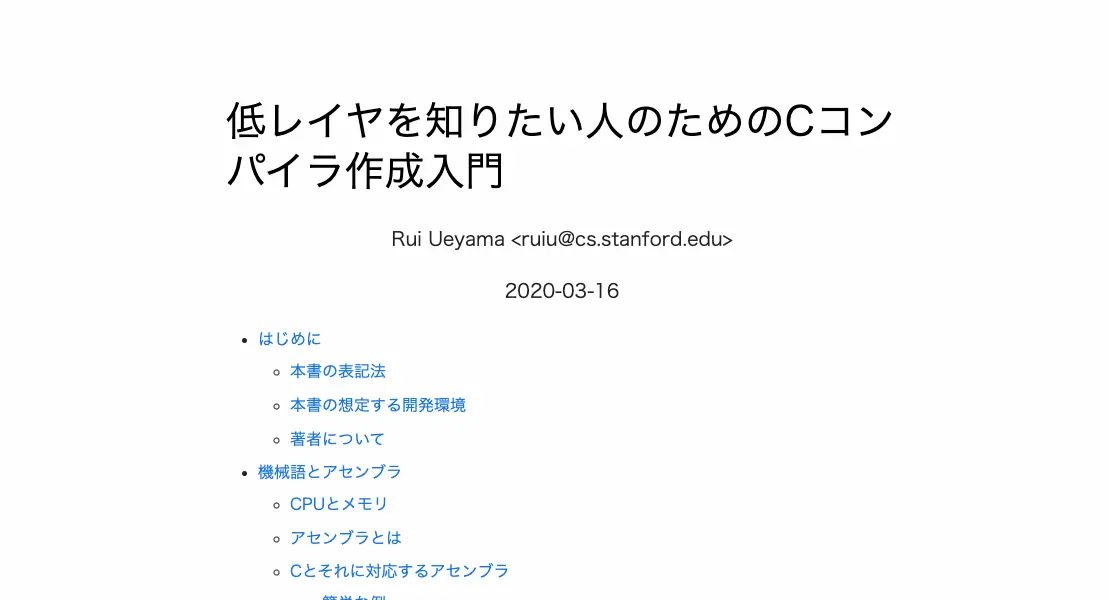 低レイヤを知りたい人のためのCコン
パイラ作成入門
Rui Ueyama <ruiu@cs.stanford.edu>
2020-03-16
はじめに
本書の表記法
本書の想定する開発環境
著者について
機械語とアセンブラ
CPUとメモリ
アセンブラとは
Cとそれに対応するアセンブラ
簡単な例